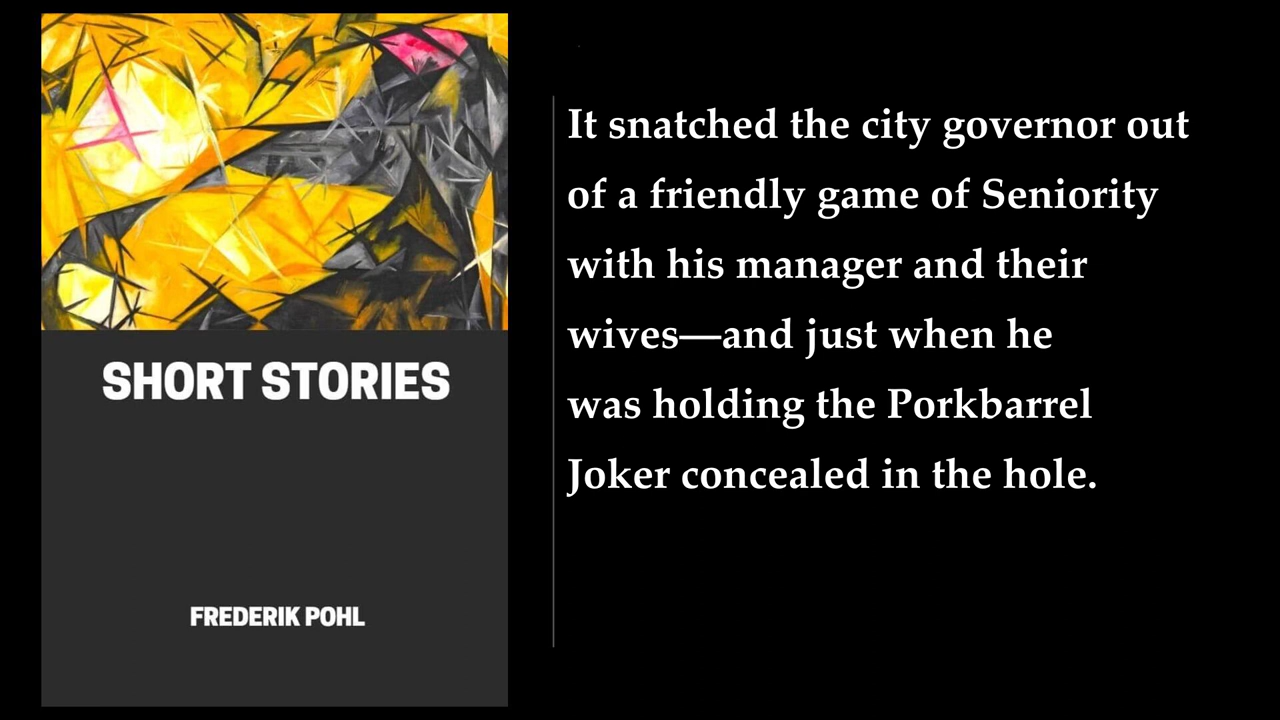 SHORT STORIES
FREDERIK POHL
It snatched the city governor out
of a friendly game of Seniority
with his manager and their
wives—and just when he
was holding the Porkbarrel
Joker concealed in the hole.